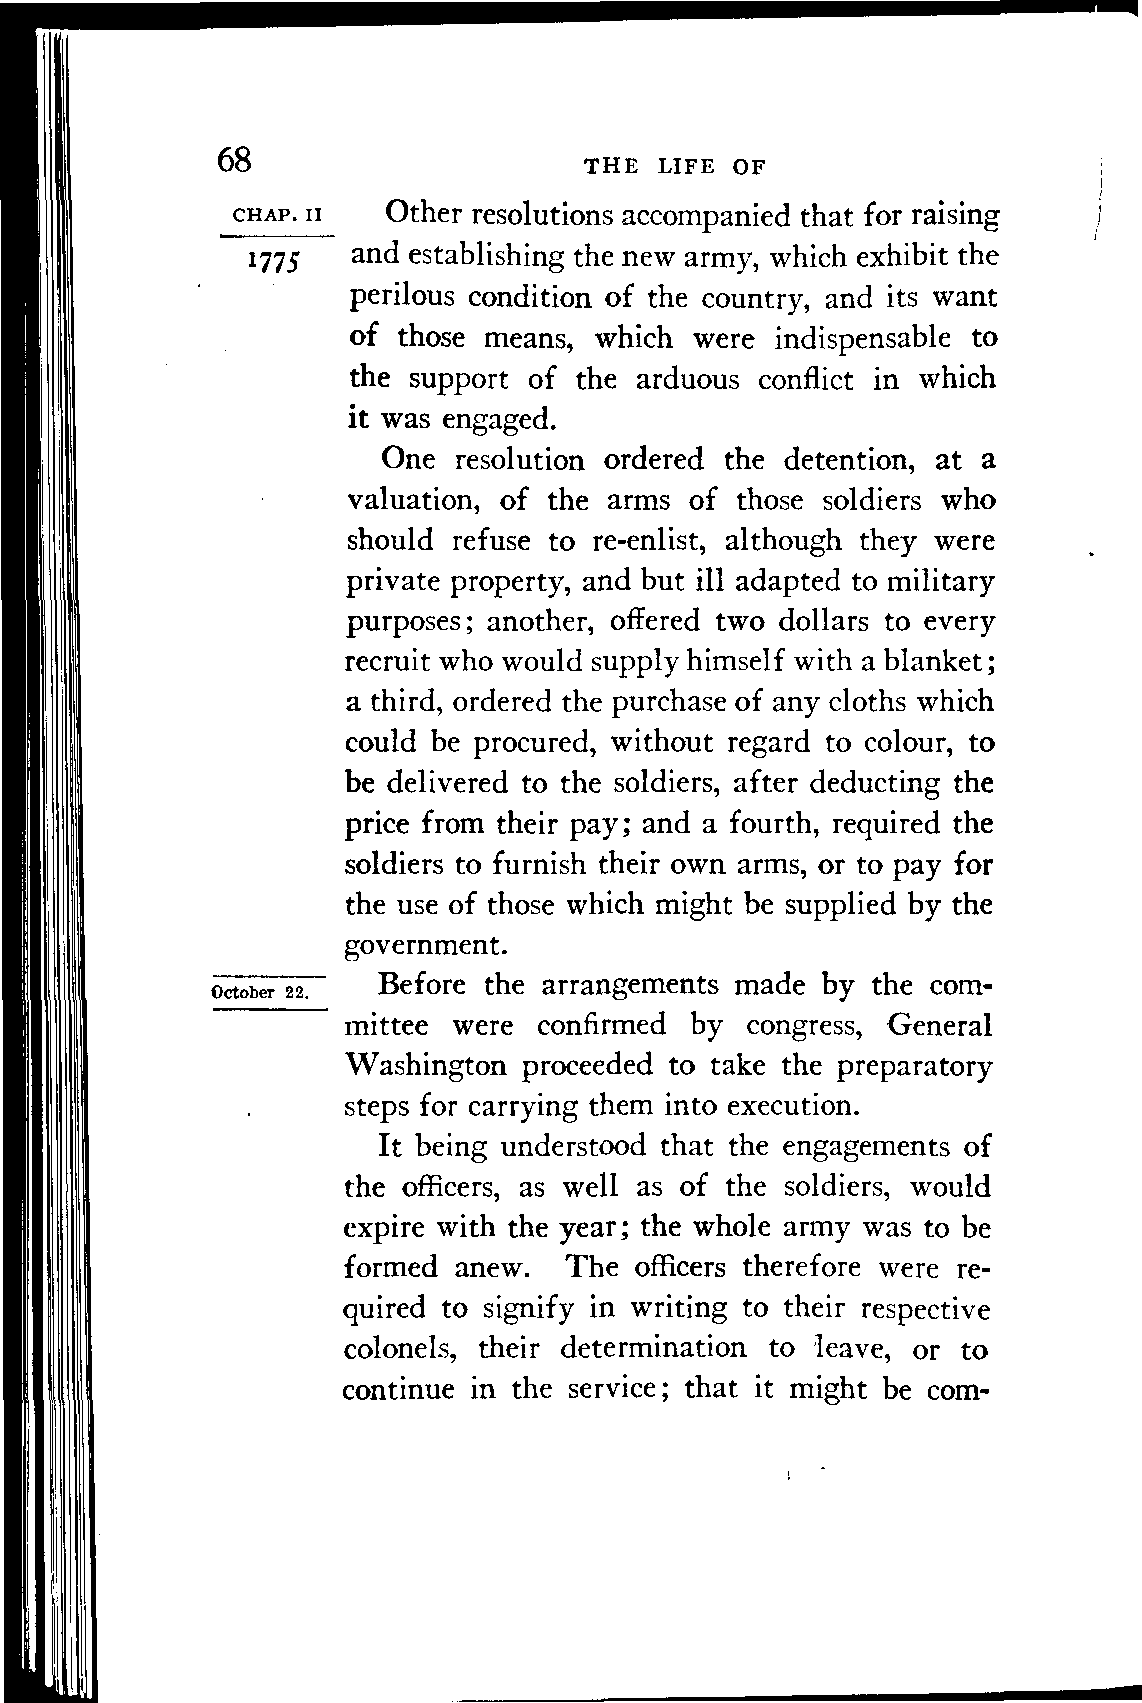 68
THE LIFE OF
CHAP. II
1775
Other resolutions accompanied that for raising
and establishing the new army, which exhibit the
perilous condition of the country, and its want
of those means, which were indispensable to
the support of the arduous conflict in which
it was engaged.
One resolution ordered the detention, at a
valuation, of the arms of those soldiers who
should refuse to re-enlist, although they were
private property, and but ill adapted to military
purposes; another, offered two dollars to every
recruit who would supply himself with a blanket;
a third, ordered the purchase of any cloths which
could be procured, without regard to colour, to
be delivered to the soldiers, after deducting the
price from their pay; and a fourth, required the
soldiers to furnish their own arms, or to pay for
the use of those which might be supplied by the
government.
October 22.
Before the arrangements made by the com-
mittee were confirmed by congress, General
Washington proceeded to take the preparatory
steps for carrying them into execution.
It being understood that the engagements of
the officers, as well as of the soldiers, would
expire with the year; the whole army was to be
formed anew. The officers therefore were re-
quired to signify in writing to their respective
colonels, their determination to leave, or to
continue in the service; that it might be com-